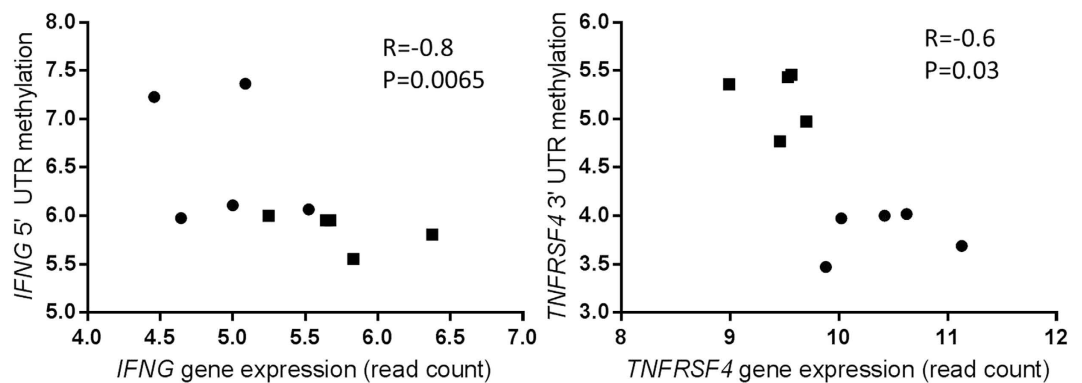 IFNG 5' UTR methylation
8.0
7.5
7.0
6.5
6.0
5.5
5.0
R=-0.8
P=0.0065
4.0 4.5 5.0 5.5 6.0 6.5 7.0
IFNG gene expression (read count)
TNFRSF4 3' UTR methylation
6.0
5.5
5.0
4.5
4.0
3.5
3.0
R=-0.6
P=0.03
8 9 10 11 12
TNFRSF4 gene expression (read count)